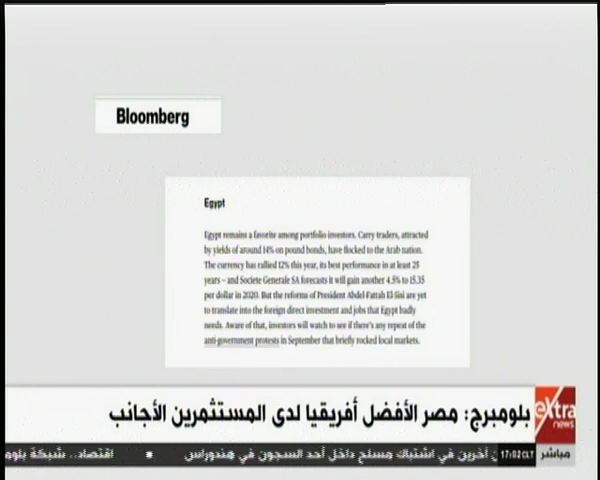 Bloomberg
Egypt
Egypt remains a favorite among portfolio investors. Carry traders, attracted
by yields of around 14% on pound bonds, have flocked to the Arab nation.
The currency has rallied 12% this year, its best performance in at least 25
years – and Societe Generale SA forecasts it will gain another 4.5% to 15.35
per dollar in 2020. But the reforms of President Abdel-Fattah El-Sisi are yet
to translate into the foreign direct investment and jobs that Egypt badly
needs. Aware of that, investors will watch to see if there's any repeat of the
anti-government protests in September that briefly rocked local markets.
بلومبرج: مصر الأفضل أفريقيا لدى المستثمرين الأجانب
eXtra
news
مباشر
17:02 CLT
آخرين في اشتباك مسلح داخل أحد السجون في هندوراس
اقتصاد.. شبكة بلومب